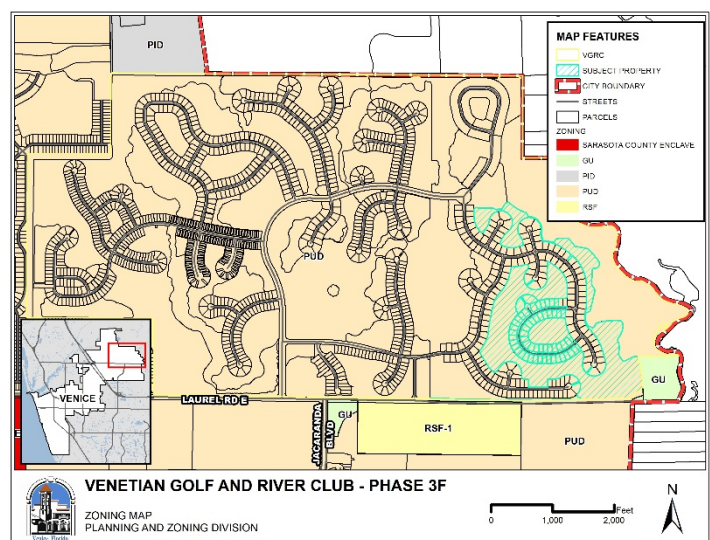 PID
MAP FEATURES
VGRC
SUBJECT PROPERTY
CITY BOUNDARY
STREETS
PARCELS
ZONING
SARASOTA COUNTY ENCLAVE
GU
PID
PUD
RSF
PUD
GU
VENICE
LAUREL RD E
JACARANDA
BLVD
GU
RSF-1
PUD
VENETIAN GOLF AND RIVER CLUB - PHASE 3F
ZONING MAP
PLANNING AND ZONING DIVISION
0 1,000 2,000
Feet
N